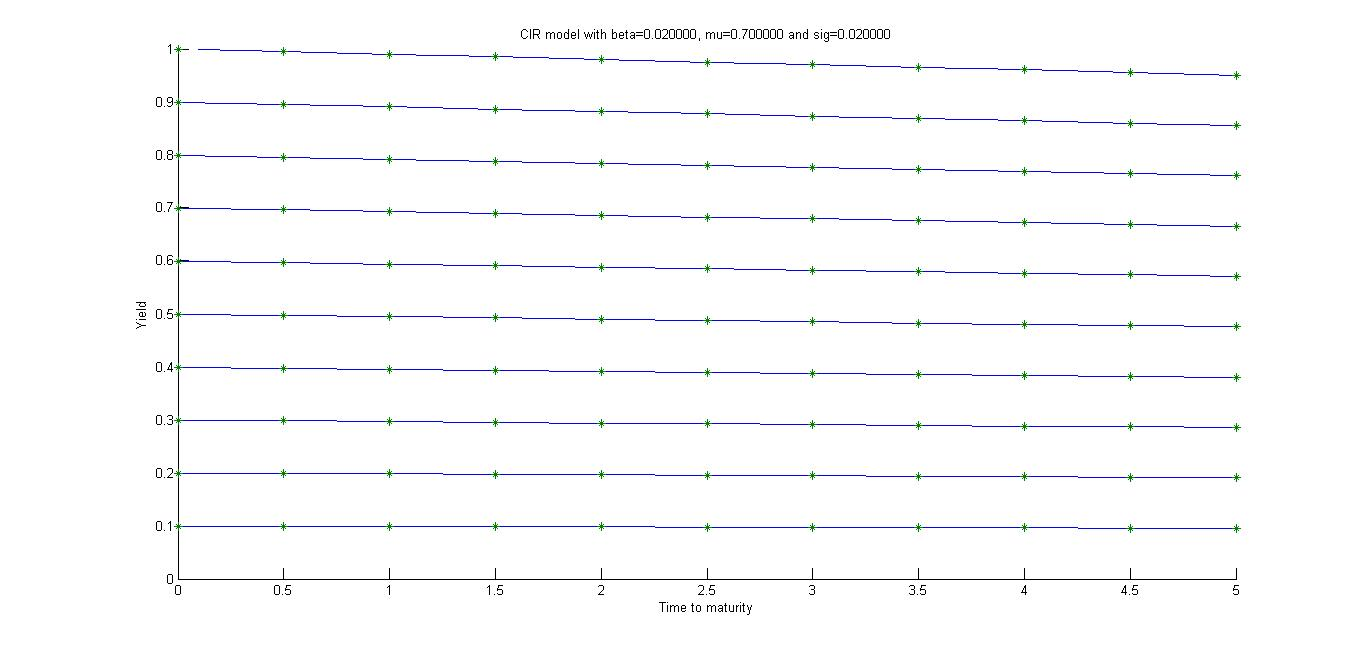 CIR model with beta=0.020000, mu=0.700000 and sig=0.020000
1
0.9
0.8
0.7
0.6
0.5
0.4
0.3
0.2
0.1
0
Yield
0 0.5 1 1.5 2 2.5 3 3.5 4 4.5 5
Time to maturity